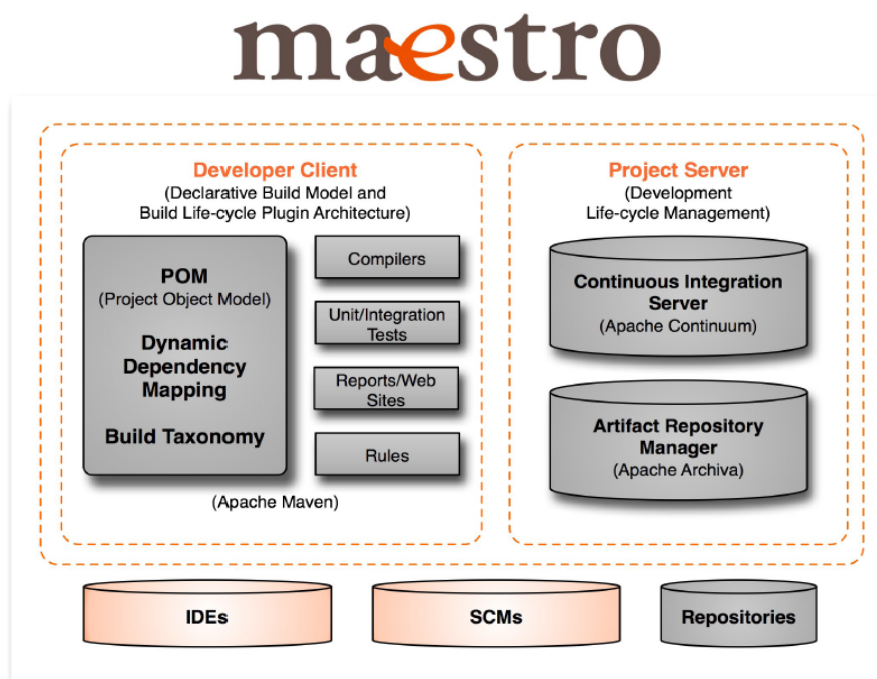 maestro
Developer Client
(Declarative Build Model and
Build Life-cycle Plugin Architecture)
POM
(Project Object Model)
Dynamic
Dependency
Mapping
Build Taxonomy
Compilers
Unit/Integration
Tests
Reports/Web
Sites
Rules
(Apache Maven)
Project Server
(Development
Life-cycle Management)
Continuous Integration
Server
(Apache Continuum)
Artifact Repository
Manager
(Apache Archiva)
IDEs
SCMs
Repositories